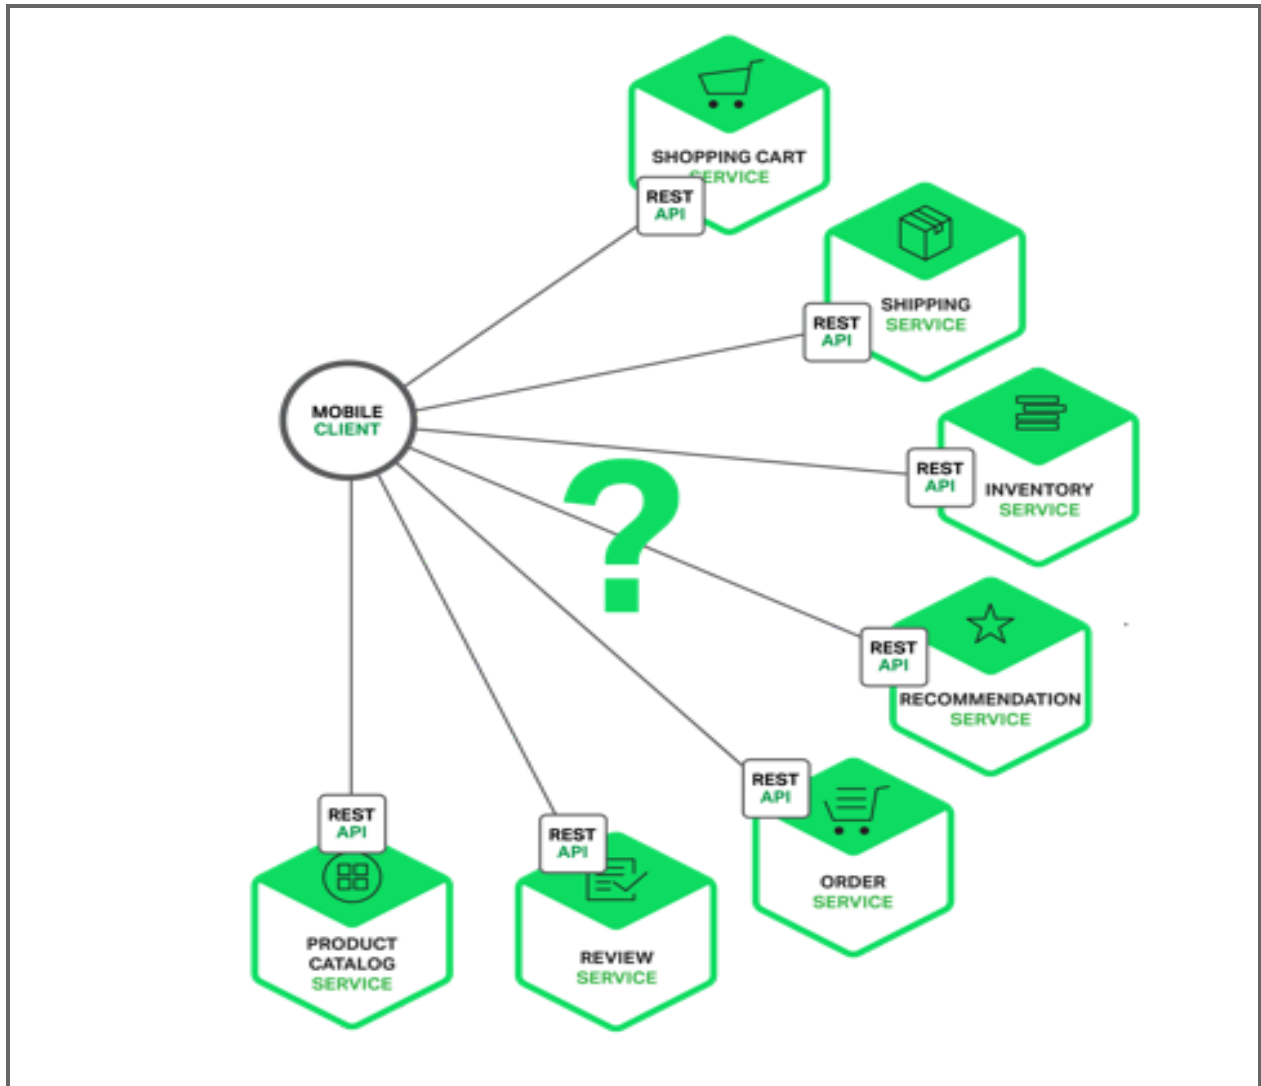 SHOPPING CART
SERVICE
REST
API
SHIPPING
SERVICE
REST
API
MOBILE
CLIENT
REST
API
INVENTORY
SERVICE
?
REST
API
RECOMMENDATION
SERVICE
REST
API
ORDER
SERVICE
REST
API
REVIEW
SERVICE
REST
API
PRODUCT
CATALOG
SERVICE